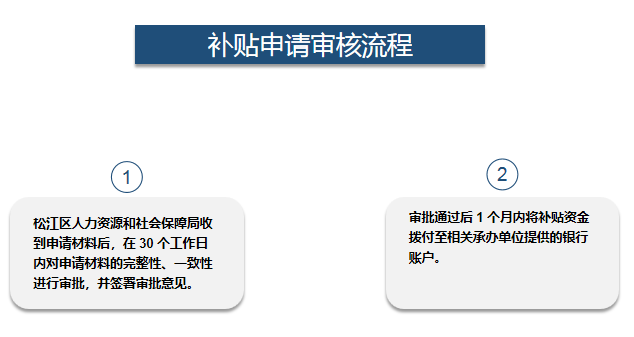 补贴申请审核流程
1
松江区人力资源和社会保障局收
到申请材料后，在 30 个工作日
内对申请材料的完整性、一致性
进行审批，并签署审批意见。
2
审批通过后 1 个月内将补贴资金
拨付至相关承办单位提供的银行
账户。